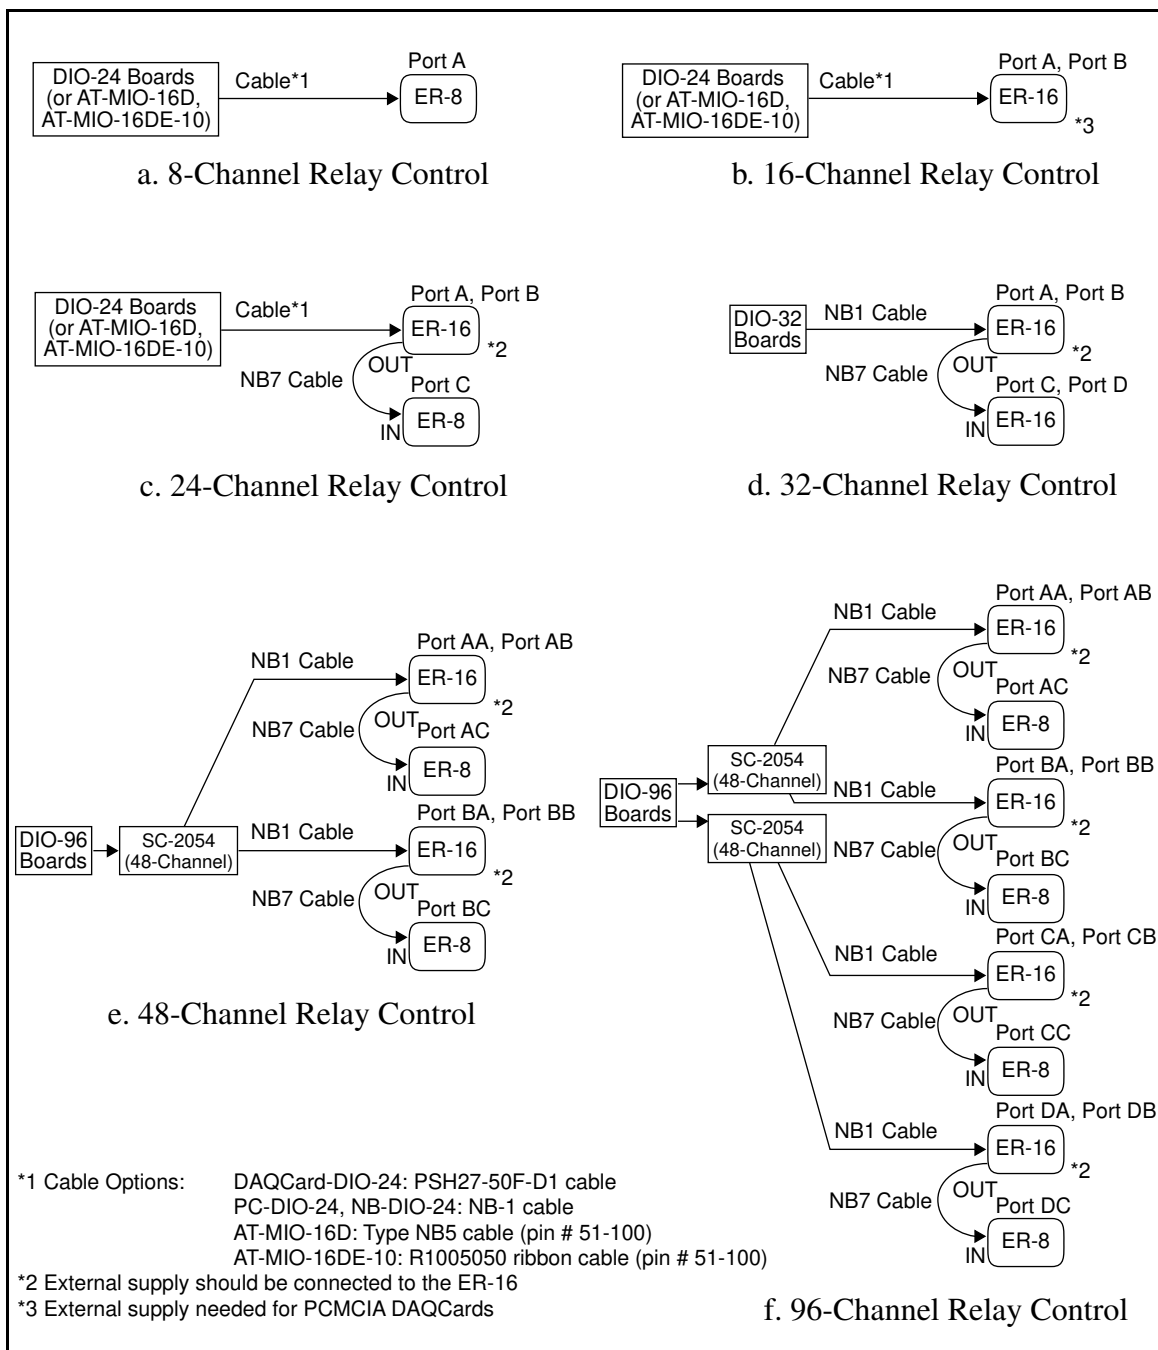 Port A
DIO-24 Boards
(or AT-MIO-16D,
AT-MIO-16DE-10)
Cable*1
ER-8
a. 8-Channel Relay Control
Port A, Port B
DIO-24 Boards
(or AT-MIO-16D,
AT-MIO-16DE-10)
Cable*1
ER-16
*3
b. 16-Channel Relay Control
Port A, Port B
DIO-24 Boards
(or AT-MIO-16D,
AT-MIO-16DE-10)
Cable*1
ER-16
*2
OUT
NB7 Cable
Port C
ER-8
IN
c. 24-Channel Relay Control
Port A, Port B
DIO-32
Boards
NB1 Cable
ER-16
*2
OUT
NB7 Cable
Port C, Port D
ER-16
IN
d. 32-Channel Relay Control
Port AA, Port AB
NB1 Cable
ER-16
*2
OUT
NB7 Cable
Port AC
ER-8
IN
DIO-96
Boards
SC-2054
(48-Channel)
Port BA, Port BB
NB1 Cable
ER-16
*2
OUT
NB7 Cable
Port BC
ER-8
IN
e. 48-Channel Relay Control
Port AA, Port AB
NB1 Cable
ER-16
*2
OUT
NB7 Cable
Port AC
ER-8
IN
DIO-96
Boards
SC-2054
(48-Channel)
SC-2054
(48-Channel)
Port BA, Port BB
NB1 Cable
ER-16
*2
OUT
NB7 Cable
Port BC
ER-8
IN
Port CA, Port CB
NB1 Cable
ER-16
*2
OUT
NB7 Cable
Port CC
ER-8
IN
Port DA, Port DB
NB1 Cable
ER-16
*2
OUT
NB7 Cable
Port DC
ER-8
IN
f. 96-Channel Relay Control
*1 Cable Options: DAQCard-DIO-24: PSH27-50F-D1 cable
PC-DIO-24, NB-DIO-24: NB-1 cable
AT-MIO-16D: Type NB5 cable (pin # 51-100)
AT-MIO-16DE-10: R1005050 ribbon cable (pin # 51-100)
*2 External supply should be connected to the ER-16
*3 External supply needed for PCMCIA DAQCards